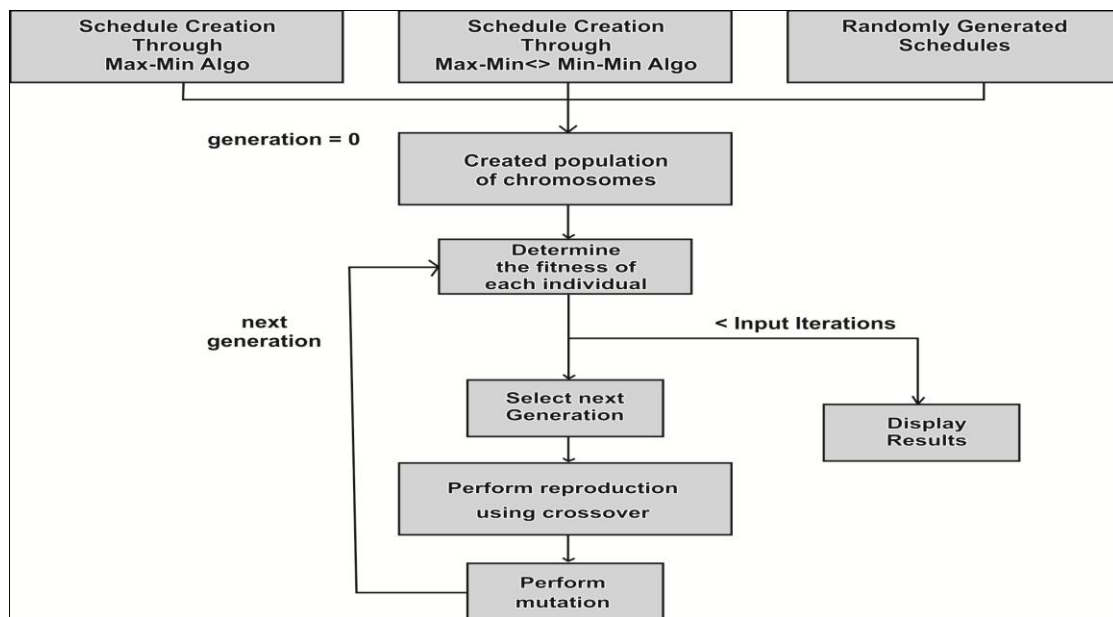 Schedule Creation
Through
Max-Min Algo
Schedule Creation
Through
Max-Min<> Min-Min Algo
Randomly Generated
Schedules
generation = 0
Created population
of chromosomes
Determine
the fitness of
each individual
next
generation
< Input Iterations
Select next
Generation
Display
Results
Perform reproduction
using crossover
Perform
mutation